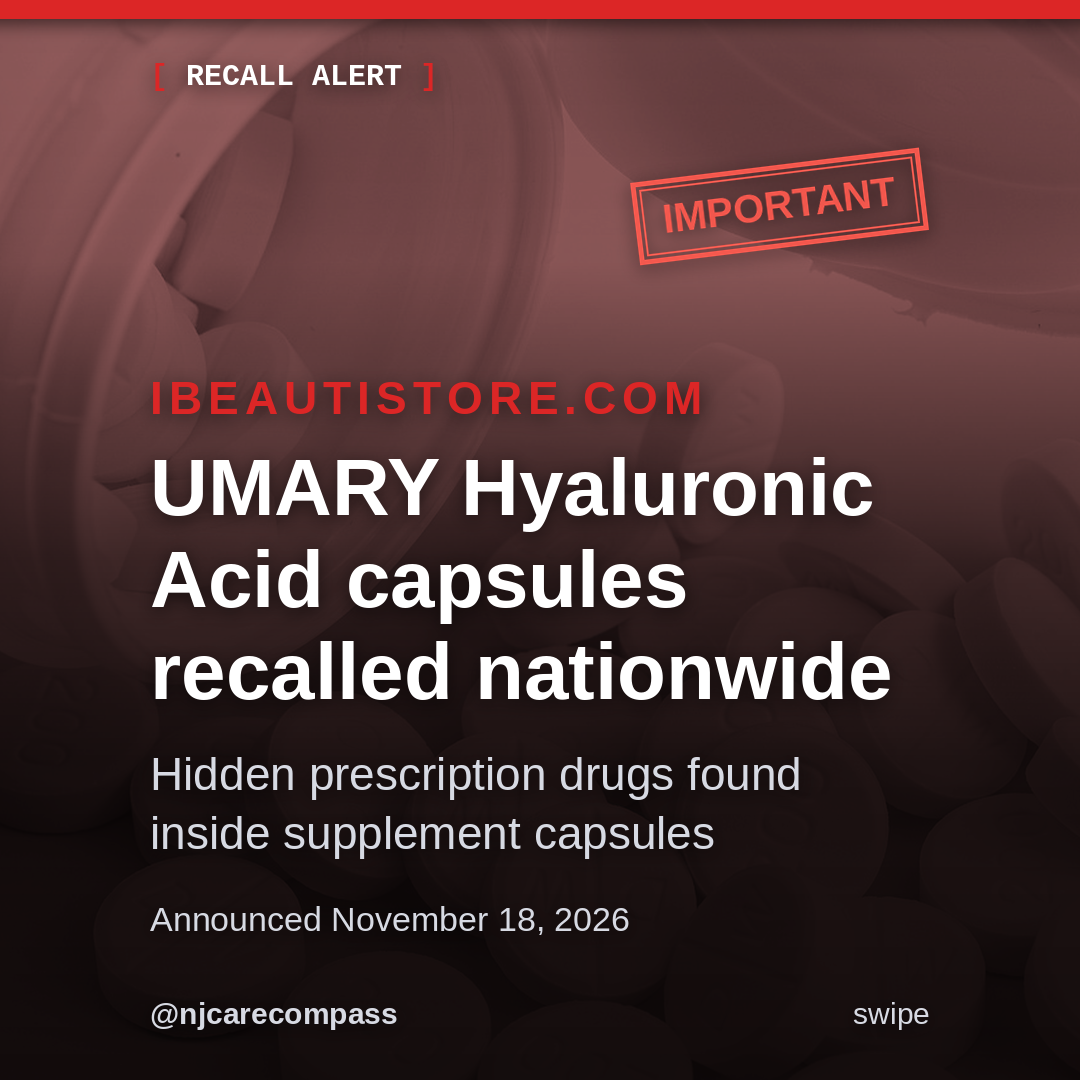 [ RECALL ALERT ]
IMPORTANT
IBEAUTISTORE.COM
UMARY Hyaluronic
Acid capsules
recalled nationwide
Hidden prescription drugs found
inside supplement capsules
Announced November 18, 2026
@njcarecompass
swipe